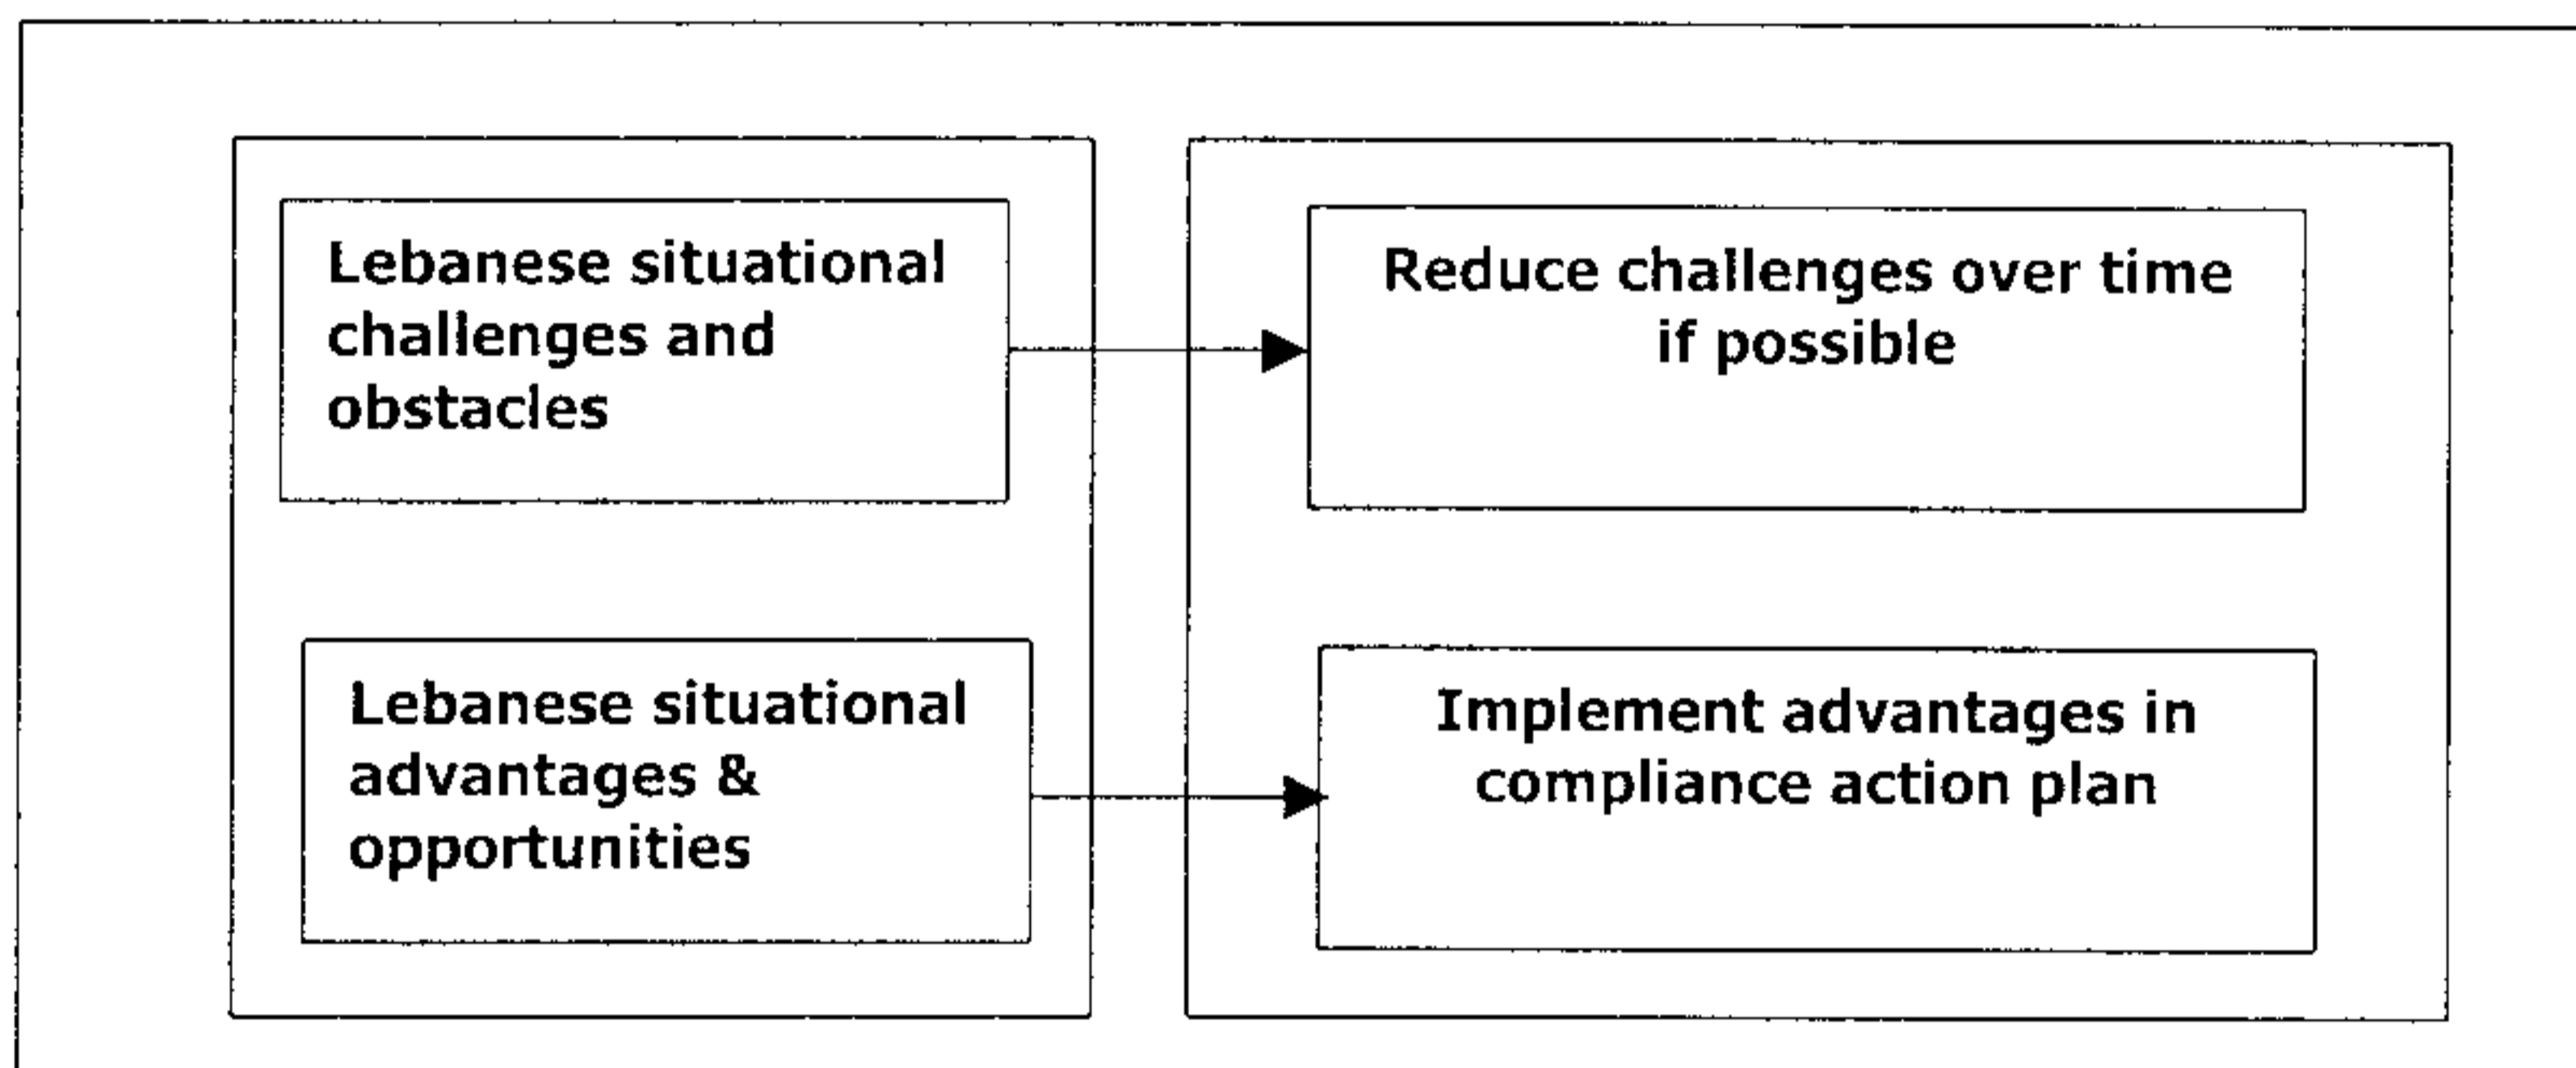 Lebanese situational
challenges and
obstacles
Reduce challenges over time
if possible
Lebanese situational
advantages &
opportunities
Implement advantages in
compliance action plan